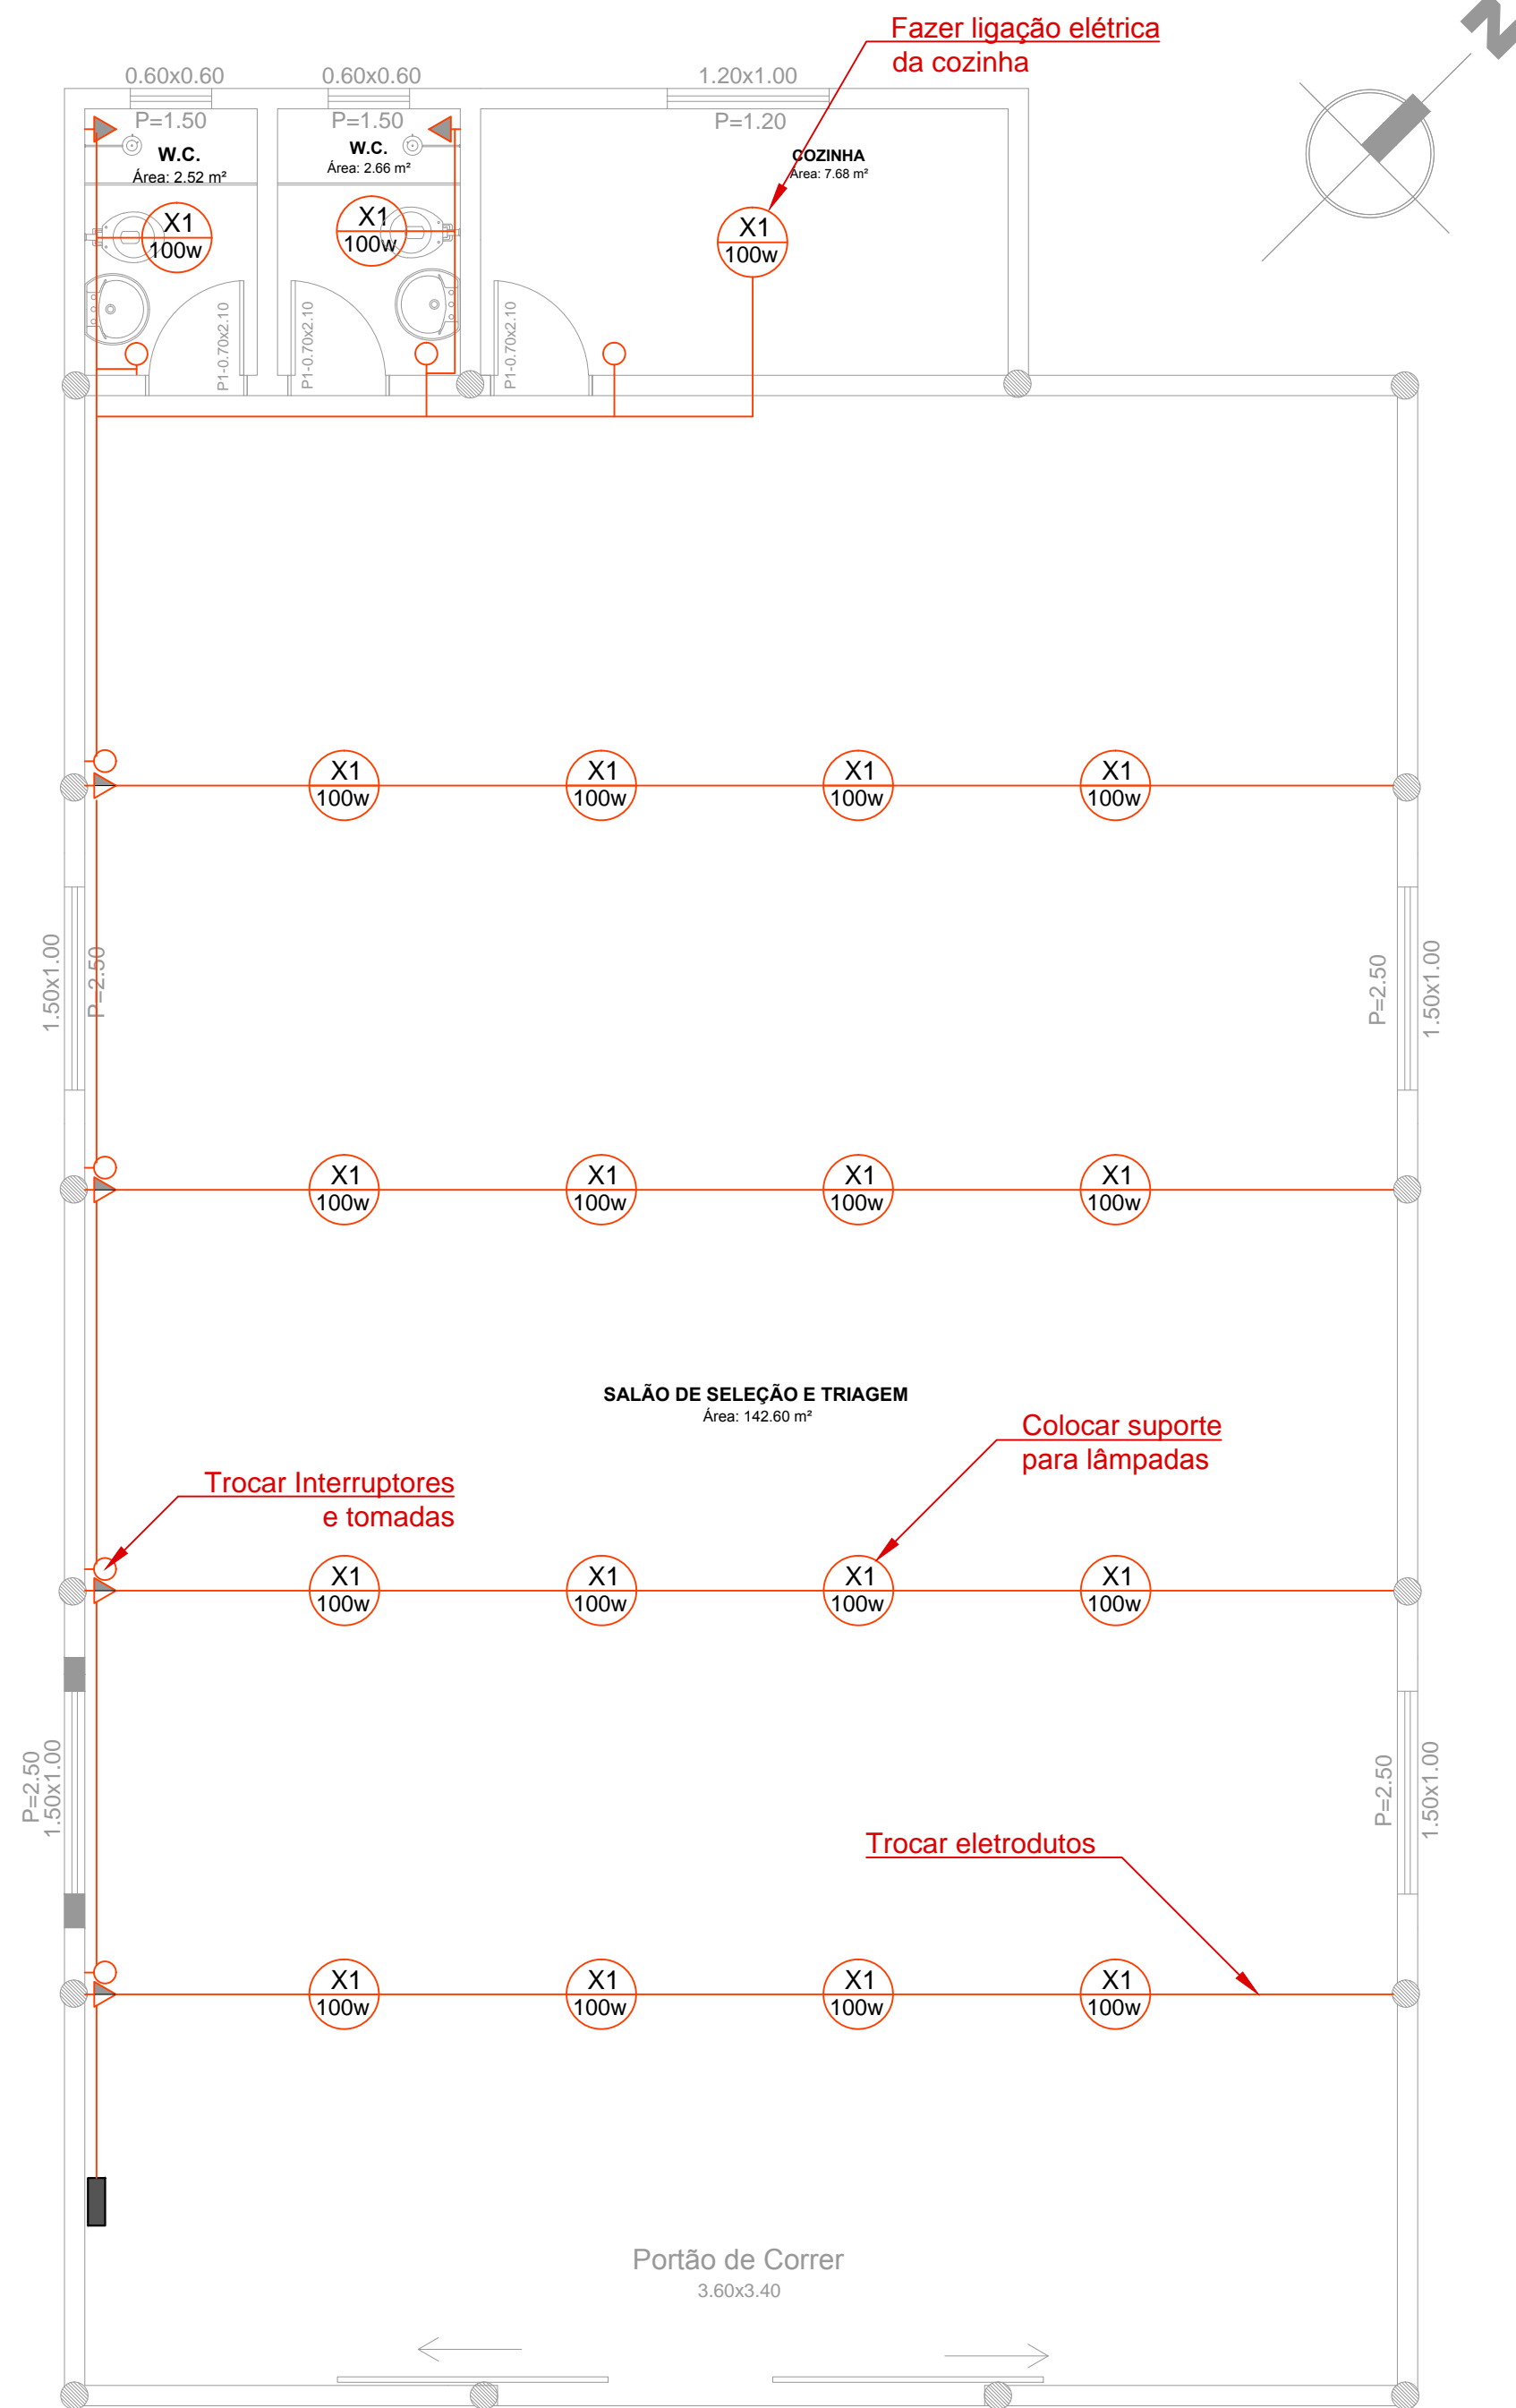 N
Fazer ligação elétrica
da cozinha
0.60x0.60
0.60x0.60
1.20x1.00
P=1.50
P=1.50
P=1.20
W.C.
Área: 2.52 m²
W.C.
Área: 2.66 m²
COZINHA
Área: 7.68 m²
X1
100w
X1
100w
X1
100w
P1-0.70x2.10
P1-0.70x2.10
P1-0.70x2.10
X1
100w
X1
100w
X1
100w
X1
100w
1.50x1.00
P=2.50
P=2.50
1.50x1.00
X1
100w
X1
100w
X1
100w
X1
100w
SALÃO DE SELEÇÃO E TRIAGEM
Área: 142.60 m²
Colocar suporte
para lâmpadas
Trocar Interruptores
e tomadas
X1
100w
X1
100w
X1
100w
X1
100w
P=2.50
1.50x1.00
P=2.50
1.50x1.00
Trocar eletrodutos
X1
100w
X1
100w
X1
100w
X1
100w
Portão de Correr
3.60x3.40